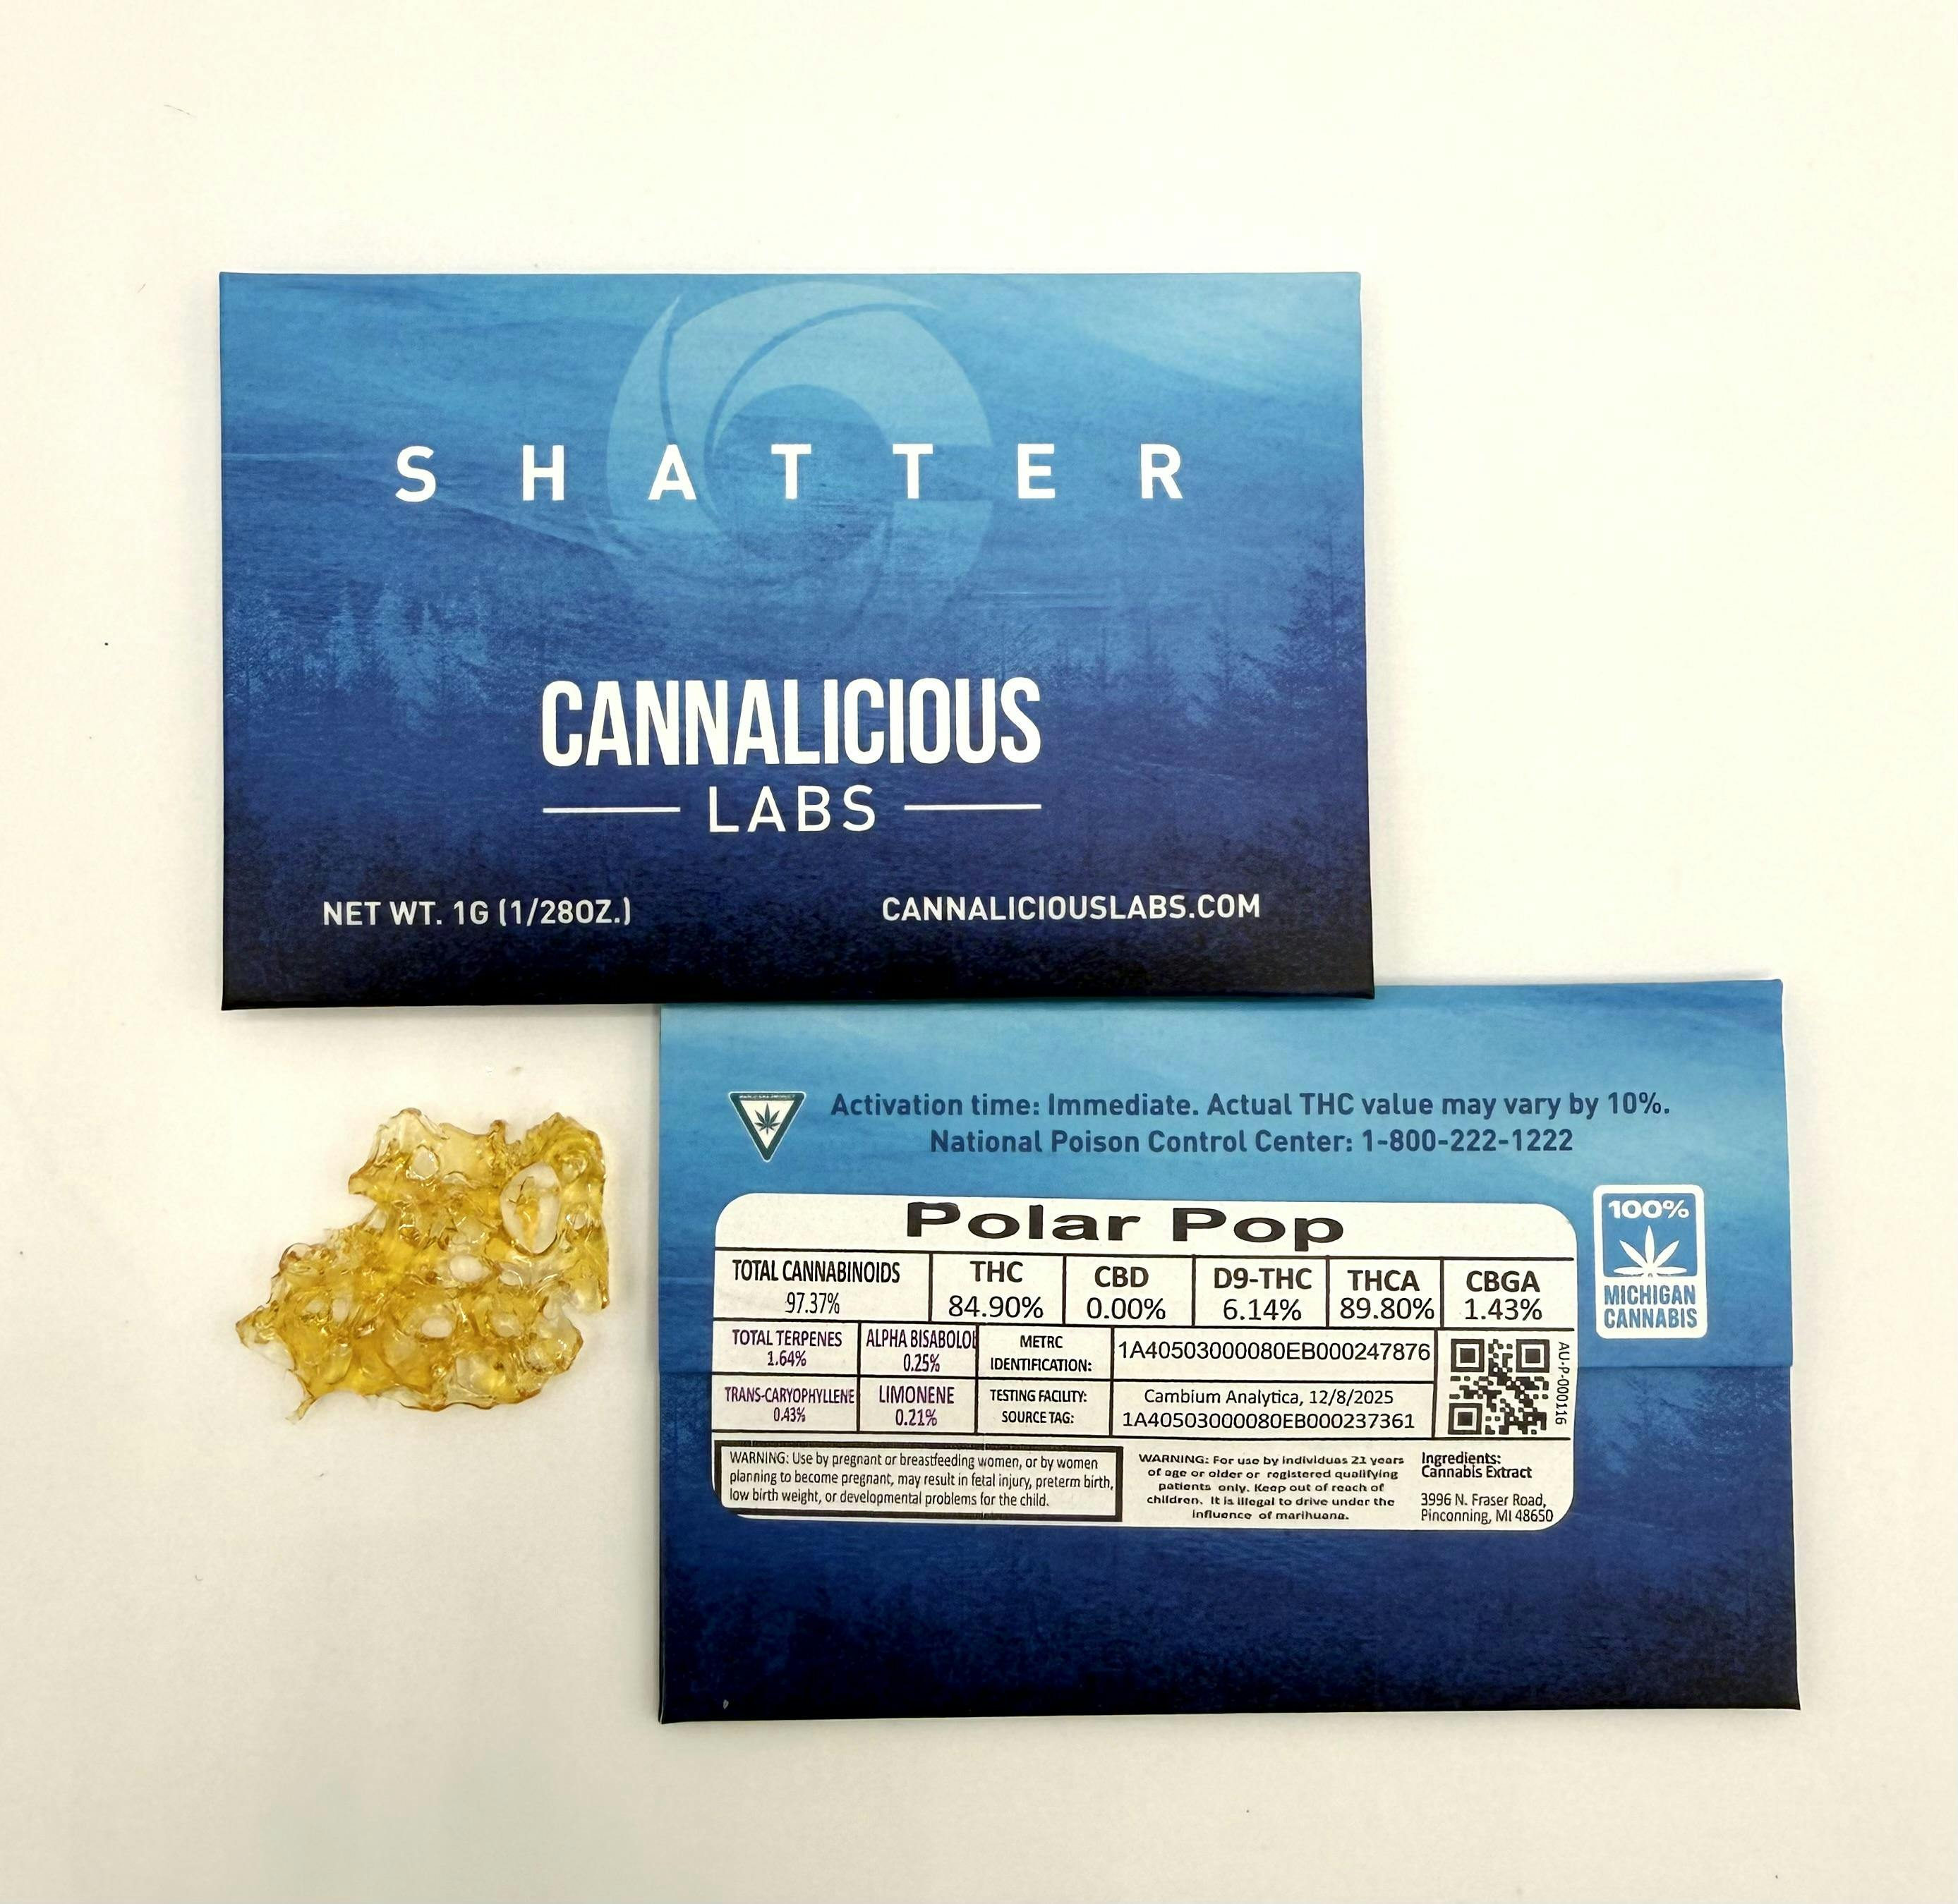 S H A T T E R
CANNALICIOUS
LABS
NET WT. 1G (1/28OZ.)
CANNALICIOUSLABS.COM
Activation time: Immediate. Actual THC value may vary by 10%.
National Poison Control Center: 1-800-222-1222
Polar Pop
TOTAL CANNABINOIDS THC CBD D9-THC THCA CBGA
97.37% 84.90% 0.00% 6.14% 89.80% 1.43%
100%
MICHIGAN
CANNABIS
TOTAL TERPENES
1.64%
ALPHA BISABOLOL
0.25%
METRC
IDENTIFICATION:
1A40503000080EB000247876
TRANS-CARYOPHYLLENE
0.43%
LIMONENE
0.21%
TESTING FACILITY:
SOURCE TAG:
Cambium Analytica, 12/8/2025
1A40503000080EB000237361
AU-P-000116
WARNING: Use by pregnant or breastfeeding women, or by women
planning to become pregnant, may result in fetal injury, preterm birth,
low birth weight, or developmental problems for the child.
WARNING: For use by individuas 21 years
of age or older or registered qualifying
patients only. Keep out of reach of
children. It is illegal to drive under the
influence of marihuana.
Ingredients:
Cannabis Extract
3996 N. Fraser Road,
Pinconning, MI 48650